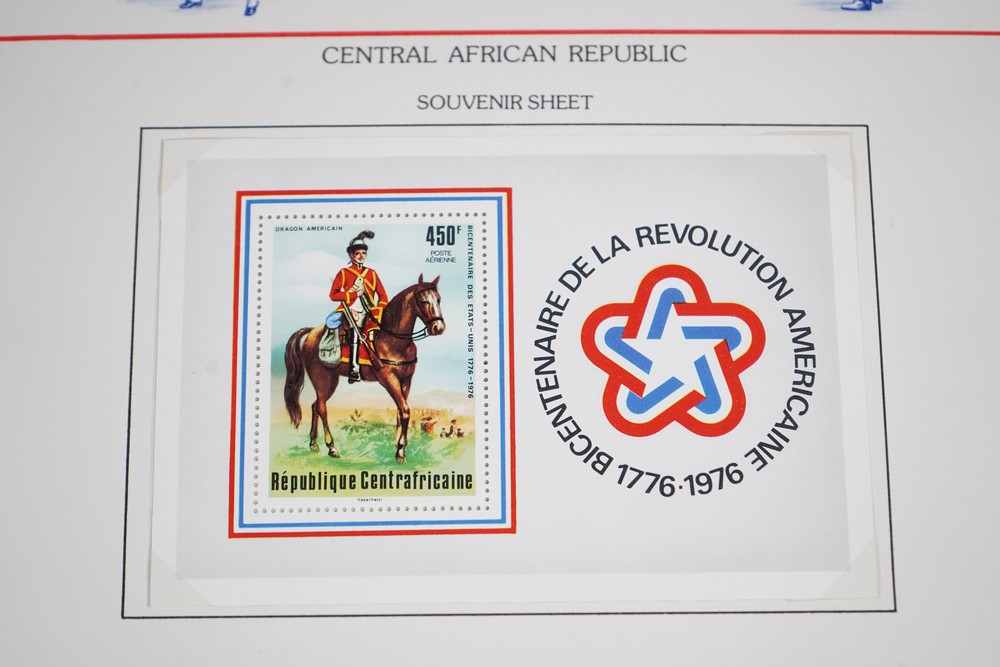 CENTRAL AFRICAN REPUBLIC
SOUVENIR SHEET
DRAGON AMERICAIN
450F
POSTE
AÉRIENNE
BICENTENAIRE DES ETATS-UNIS 1776-1976
République Centrafricaine
Vasarhelyi
BICENTENAIRE DE LA REVOLUTION AMERICAINE
1776·1976